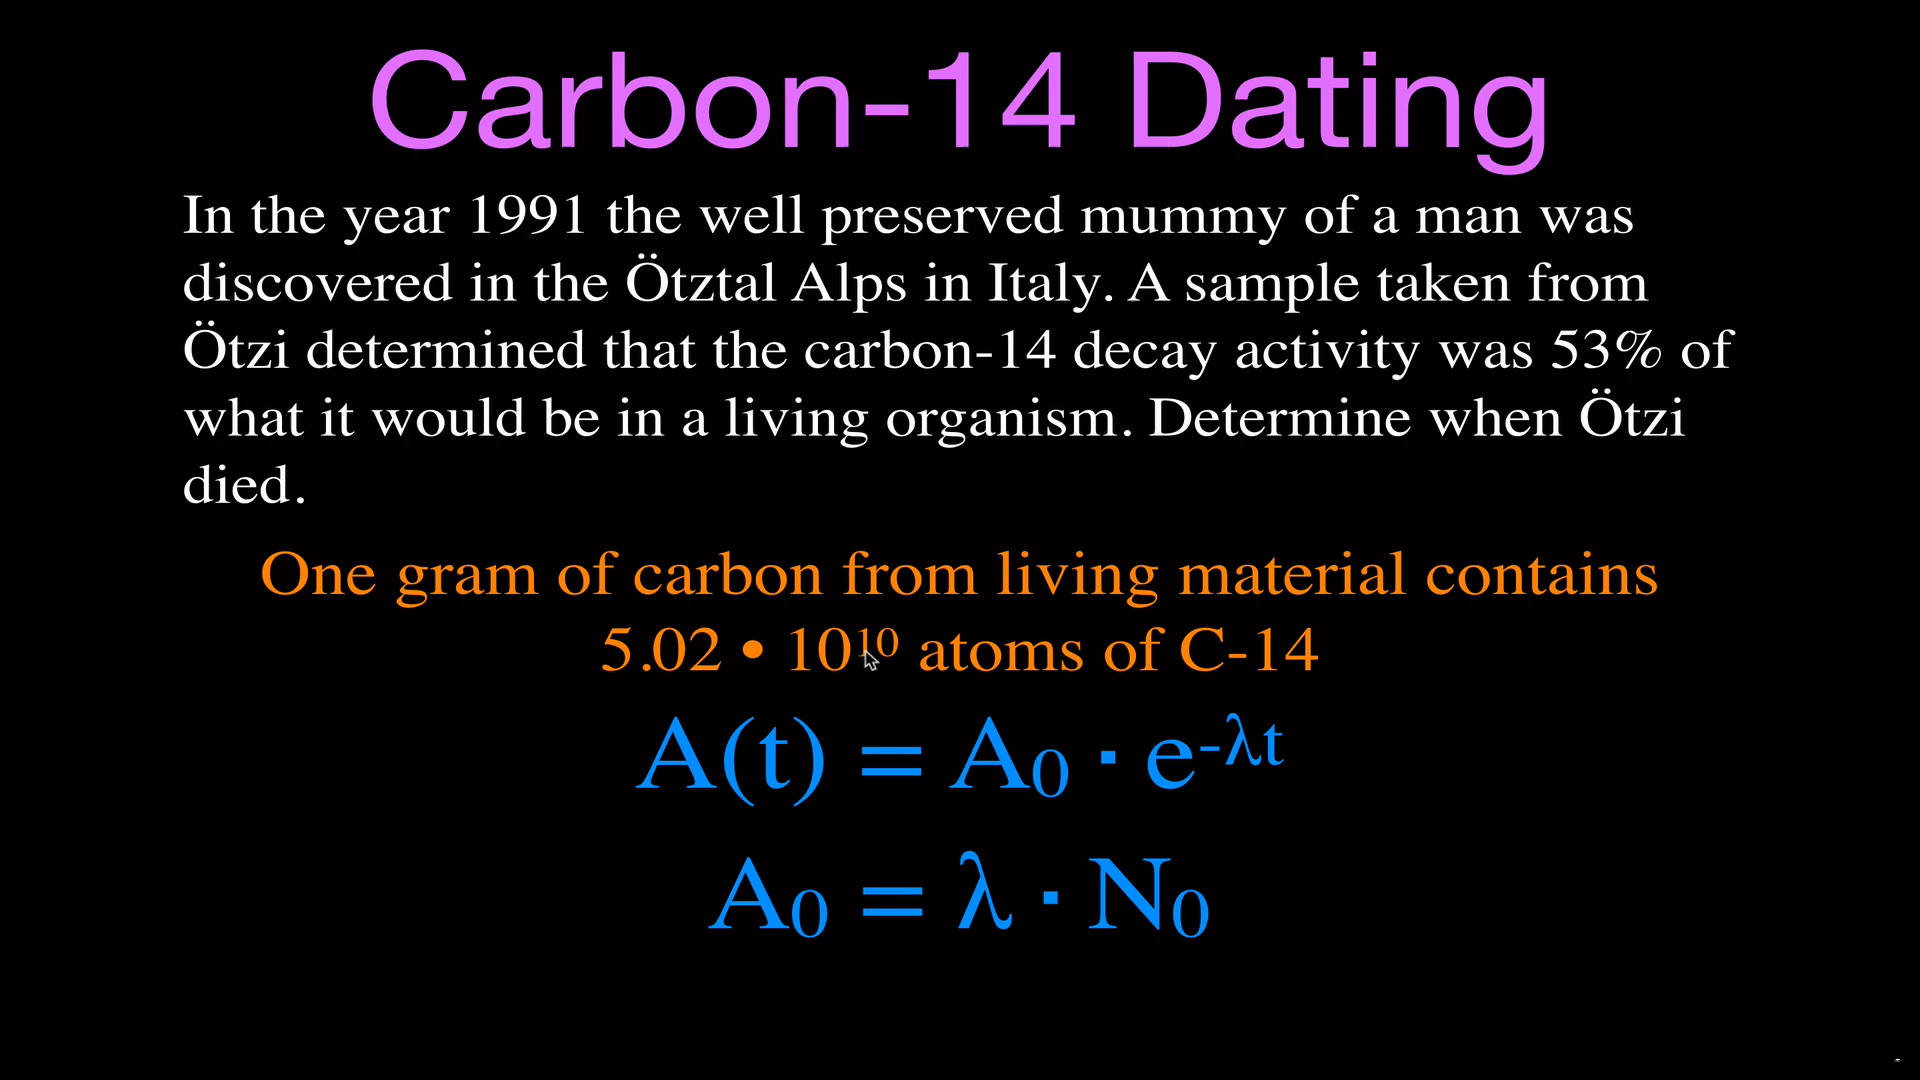 Carbon-14 Dating
In the year 1991 the well preserved mummy of a man was
discovered in the Ötztal Alps in Italy. A sample taken from
Ötzi determined that the carbon-14 decay activity was 53% of
what it would be in a living organism. Determine when Ötzi
died.
One gram of carbon from living material contains
5.02 • 10¹⁰ atoms of C-14
A(t) = A₀ · e^-λt
A₀ = λ · N₀